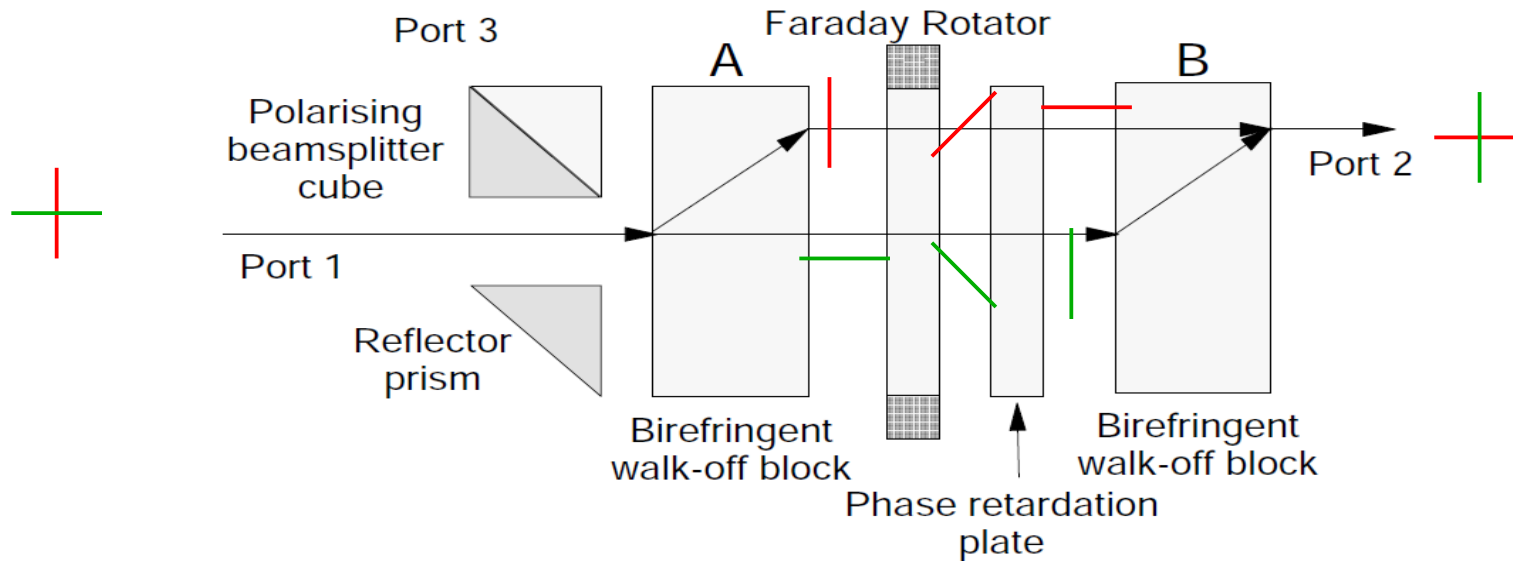 Port 3
Polarising
beamsplitter
cube
Port 1
Reflector
prism
A
Birefringent
walk-off block
Faraday Rotator
Phase retardation
plate
B
Port 2
Birefringent
walk-off block